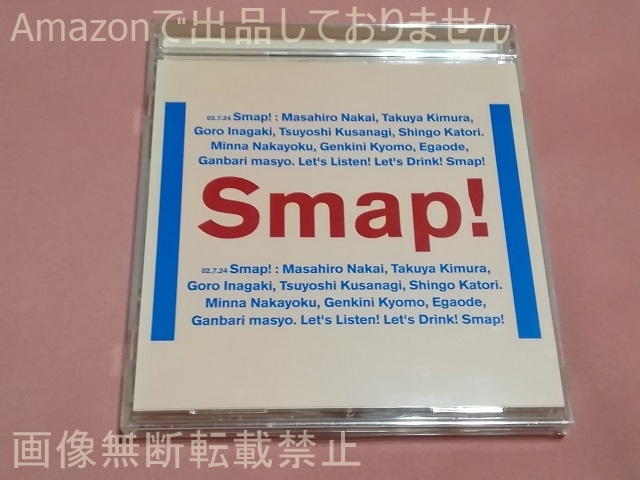 Amazonで出品しておりません
02.7.24 Smap! : Masahiro Nakai, Takuya Kimura,
Goro Inagaki, Tsuyoshi Kusanagi, Shingo Katori.
Minna Nakayoku, Genkini Kyomo, Egaode,
Ganbari masyo. Let's Listen! Let's Drink! Smap!
Smap!
02.7.24 Smap! : Masahiro Nakai, Takuya Kimura,
Goro Inagaki, Tsuyoshi Kusanagi, Shingo Katori.
Minna Nakayoku, Genkini Kyomo, Egaode,
Ganbari masyo. Let's Listen! Let's Drink! Smap!
画像無断転載禁止